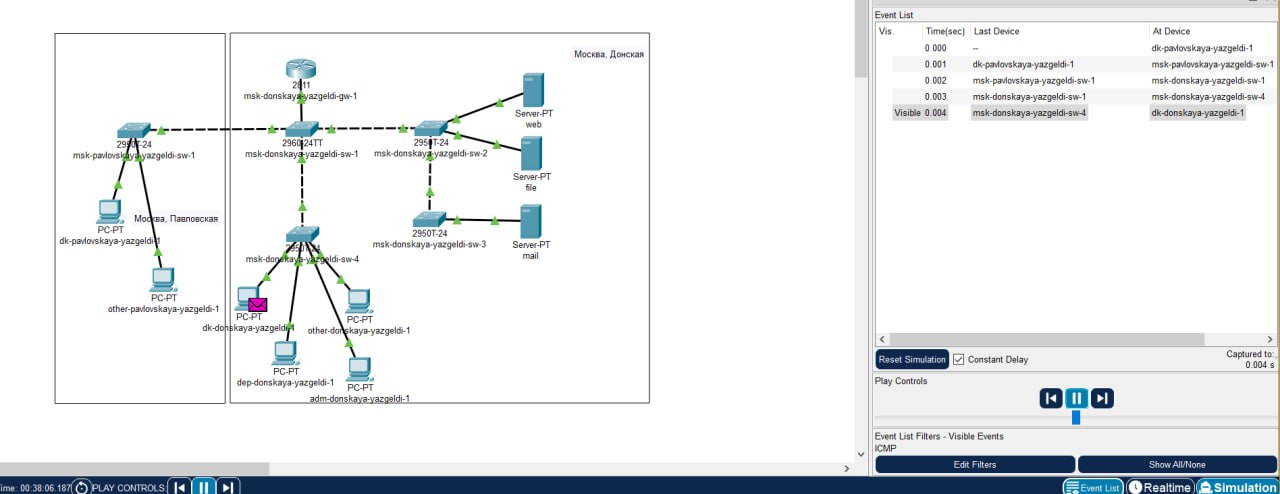 Москва, Донская
2811
msk-donskaya-yazgeldi-gw-1
Server-PT
web
2950T-24
msk-pavlovskaya-yazgeldi-sw-1
2960-24TT
msk-donskaya-yazgeldi-sw-1
2950T-24
msk-donskaya-yazgeldi-sw-2
Server-PT
file
Москва, Павловская
PC-PT
dk-pavlovskaya-yazgeldi-1
2950T-24
msk-donskaya-yazgeldi-sw-4
2950T-24
msk-donskaya-yazgeldi-sw-3
Server-PT
mail
PC-PT
other-pavlovskaya-yazgeldi-1
PC-PT
dk-donskaya-yazgeldi-1
PC-PT
other-donskaya-yazgeldi-1
PC-PT
dep-donskaya-yazgeldi-1
PC-PT
adm-donskaya-yazgeldi-1
Event List
Vis. Time(sec) Last Device At Device
0.000 -- dk-pavlovskaya-yazgeldi-1
0.001 dk-pavlovskaya-yazgeldi-1 msk-pavlovskaya-yazgeldi-sw-1
0.002 msk-pavlovskaya-yazgeldi-sw-1 msk-donskaya-yazgeldi-sw-1
0.003 msk-donskaya-yazgeldi-sw-1 msk-donskaya-yazgeldi-sw-4
Visible 0.004 msk-donskaya-yazgeldi-sw-4 dk-donskaya-yazgeldi-1
Reset Simulation Constant Delay
Captured to:
0.004 s
Play Controls
Event List Filters - Visible Events
ICMP
Edit Filters Show All/None
ime: 00:38:06.187 PLAY CONTROLS: Event List Realtime Simulation